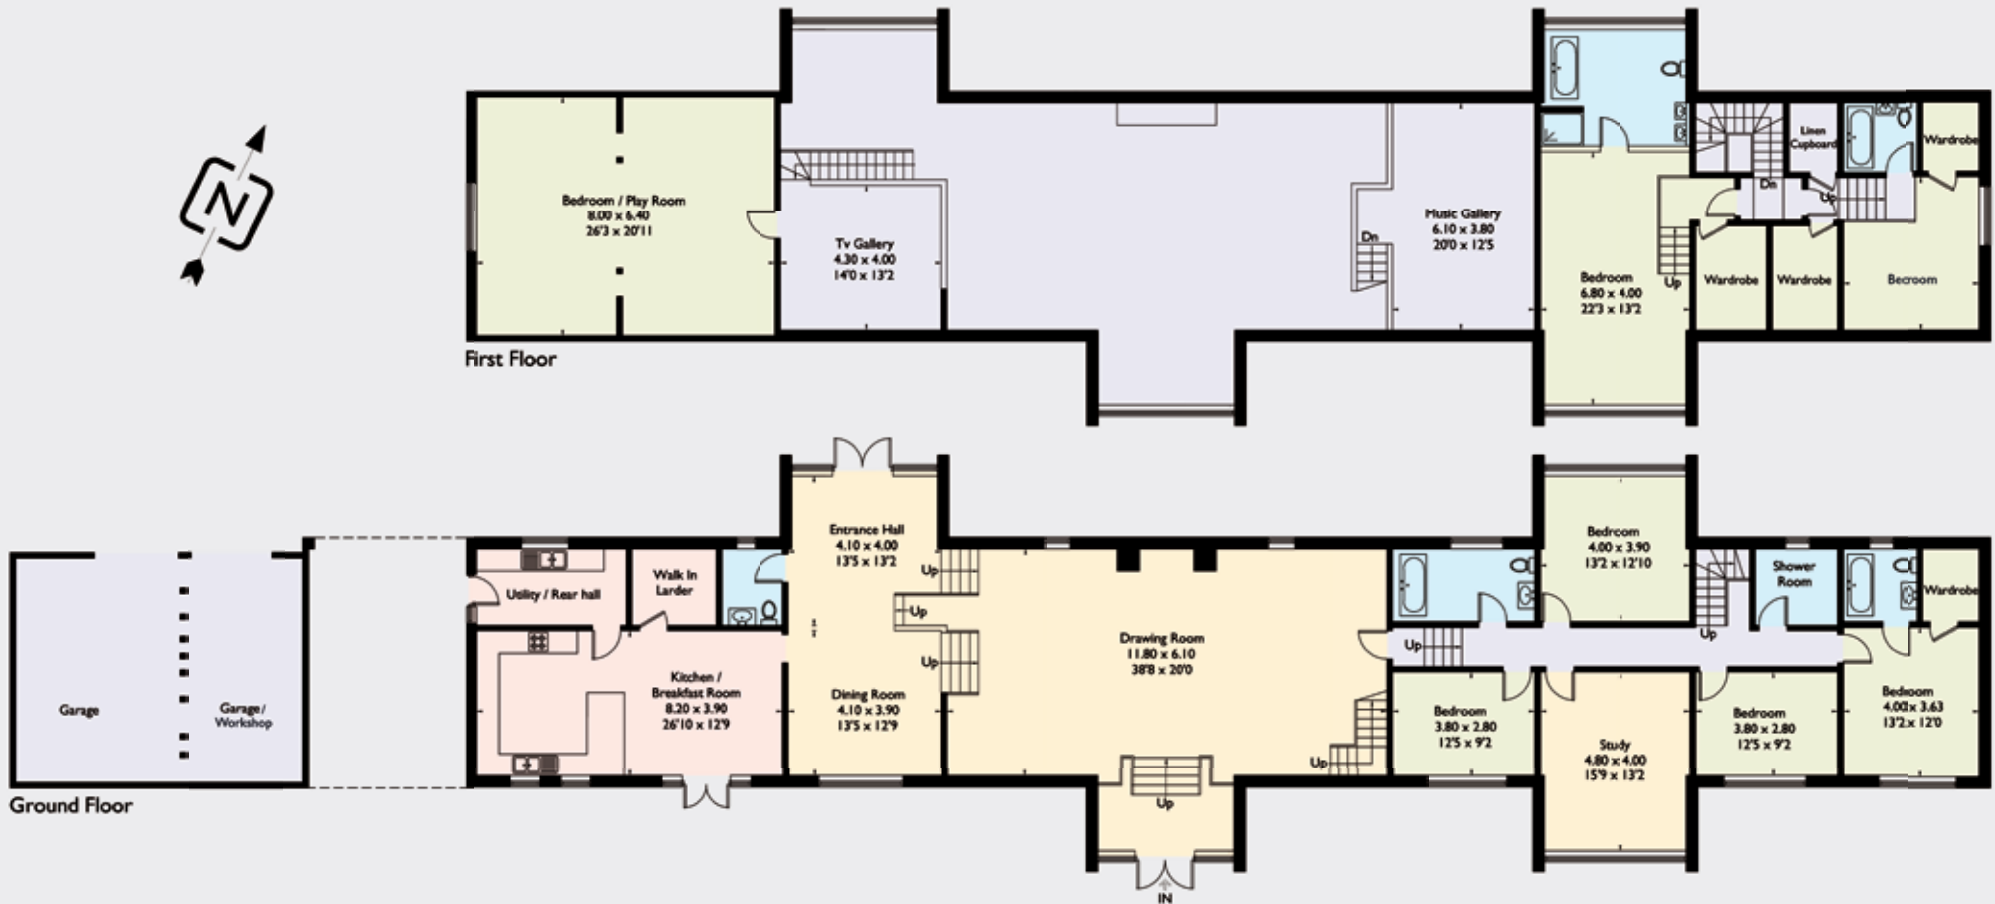 N
Bedroom / Play Room
8.00 x 6.40
26'3 x 20'11
Tv Gallery
4.30 x 4.00
14'0 x 13'2
Dn
Music Gallery
6.10 x 3.80
20'0 x 12'5
Bedroom
6.80 x 4.00
22'3 x 13'2
Up
Dn
Linen
Cupboard
Up
Wardrobe
Wardrobe
Wardrobe
Becroom
First Floor
Garage
Garage/
Workshop
Utility / Rear hall
Walk In
Larder
Kitchen /
Breakfast Room
8.20 x 3.90
26'10 x 12'9
Entrance Hall
4.10 x 4.00
13'5 x 13'2
Up
Up
Up
Dining Room
4.10 x 3.90
13'5 x 12'9
Drawing Room
11.80 x 6.10
38'8 x 20'0
Up
Up
IN
Up
Bedroom
3.80 x 2.80
12'5 x 9'2
Bedrcom
4.00 x 3.90
13'2 x 12'10
Study
4.80 x 4.00
15'9 x 13'2
Up
Shower
Room
Bedroom
3.80 x 2.80
12'5 x 9'2
Wardrobe
Bedroom
4.00 x 3.63
13'2 x 12'0
Ground Floor